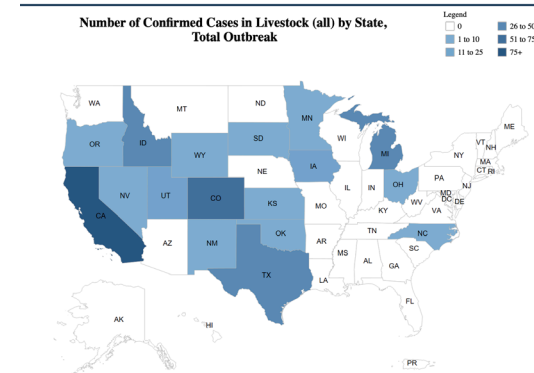 Number of Confirmed Cases in Livestock (all) by State,
Total Outbreak
Legend
0
1 to 10
11 to 25
26 to 50
51 to 75
75+
WA
MT
ND
MN
ME
OR
ID
WY
SD
WI
MI
NY
VT
NH
MA
CT
RI
NV
UT
CO
NE
IA
IL
IN
OH
PA
NJ
MD
DC
DE
CA
KS
MO
KY
WV
VA
AZ
NM
OK
AR
TN
NC
SC
TX
LA
MS
AL
GA
FL
AK
HI
PR